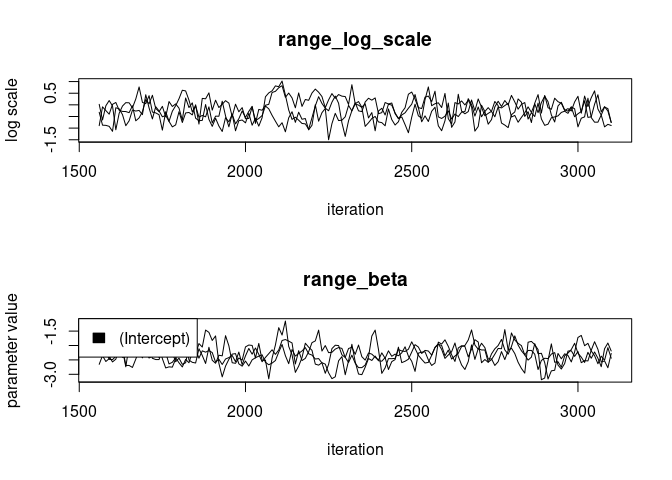 range_log_scale
log scale
0.5
-1.5
1500 2000 2500 3000
iteration
range_beta
parameter value
-1.5
-3.0
(Intercept)
1500 2000 2500 3000
iteration